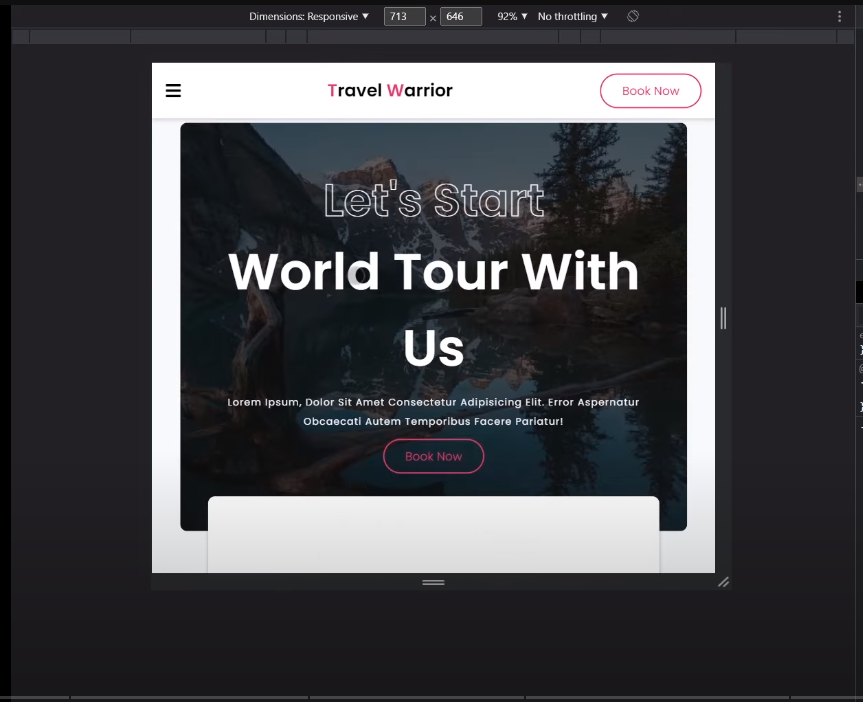 Dimensions: Responsive ▼ 713 × 646 92% ▼ No throttling ▼
Travel Warrior
Book Now
Let's Start
World Tour With
Us
Lorem Ipsum, Dolor Sit Amet Consectetur Adipisicing Elit. Error Aspernatur
Obcaecati Autem Temporibus Facere Pariatur!
Book Now